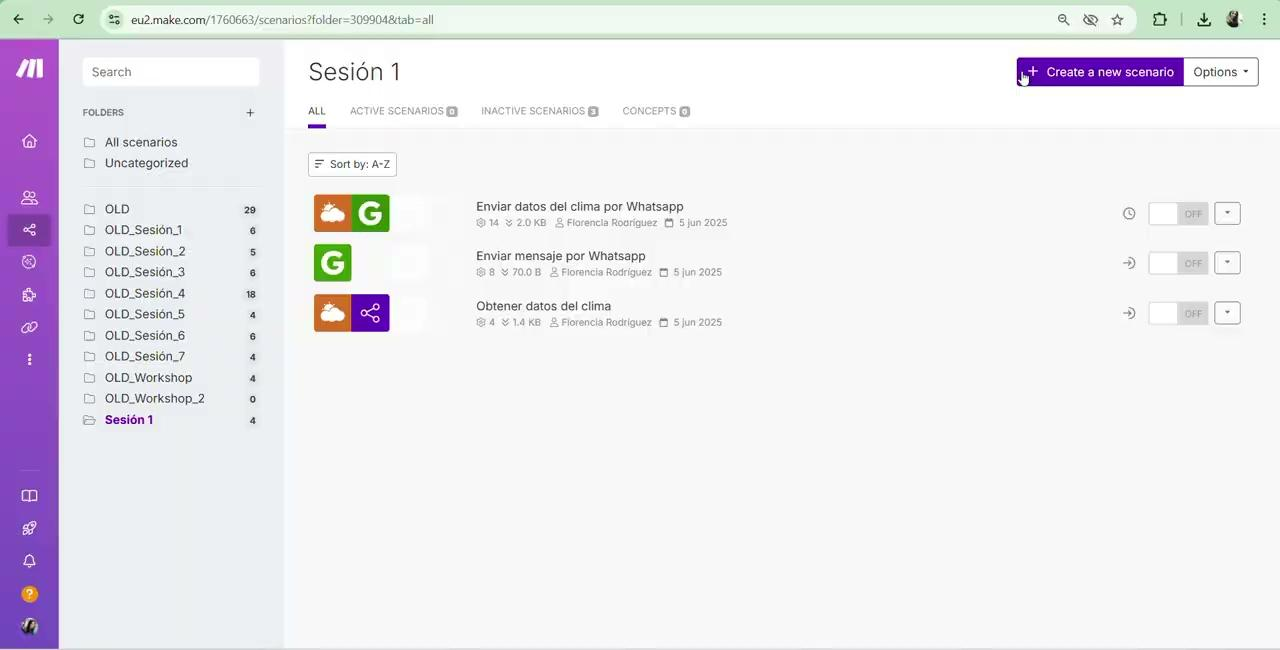 eu2.make.com/1760663/scenarios?folder=309904&tab=all
Search
FOLDERS +
All scenarios
Uncategorized
OLD 29
OLD_Sesión_1 6
OLD_Sesión_2 5
OLD_Sesión_3 6
OLD_Sesión_4 18
OLD_Sesión_5 4
OLD_Sesión_6 6
OLD_Sesión_7 4
OLD_Workshop 4
OLD_Workshop_2 0
Sesión 1 4
Sesión 1
+ Create a new scenario
Options
ALL
ACTIVE SCENARIOS 0
INACTIVE SCENARIOS 3
CONCEPTS 0
Sort by: A-Z
G
Enviar datos del clima por Whatsapp
14 2.0 KB Florencia Rodríguez 5 jun 2025
OFF
G
Enviar mensaje por Whatsapp
8 70.0 B Florencia Rodríguez 5 jun 2025
OFF
Obtener datos del clima
4 1.4 KB Florencia Rodríguez 5 jun 2025
OFF
?